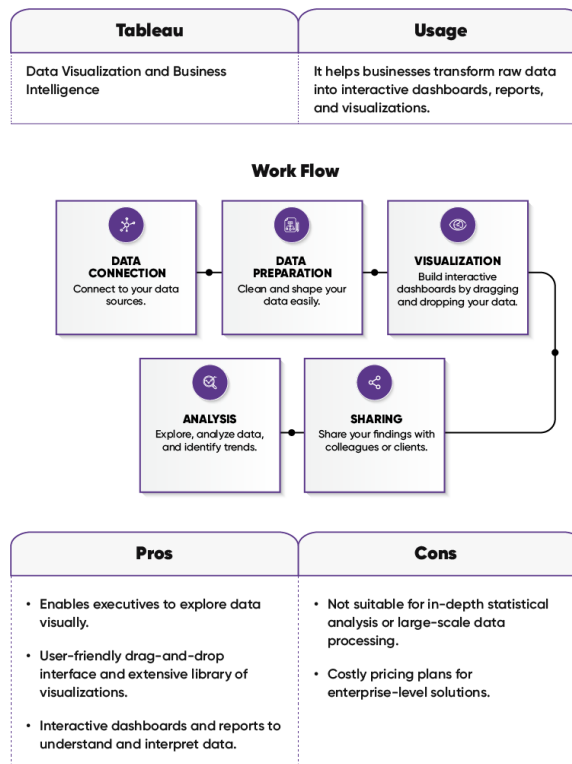 Tableau
Usage
Data Visualization and Business
Intelligence
It helps businesses transform raw data
into interactive dashboards, reports,
and visualizations.
Work Flow
DATA
CONNECTION
Connect to your data
sources.
DATA
PREPARATION
Clean and shape your
data easily.
VISUALIZATION
Build interactive
dashboards by dragging
and dropping your data.
ANALYSIS
Explore, analyze data,
and identify trends.
SHARING
Share your findings with
colleagues or clients.
Pros
Cons
• Enables executives to explore data
visually.
• User-friendly drag-and-drop
interface and extensive library of
visualizations.
• Interactive dashboards and reports to
understand and interpret data.
• Not suitable for in-depth statistical
analysis or large-scale data
processing.
• Costly pricing plans for
enterprise-level solutions.